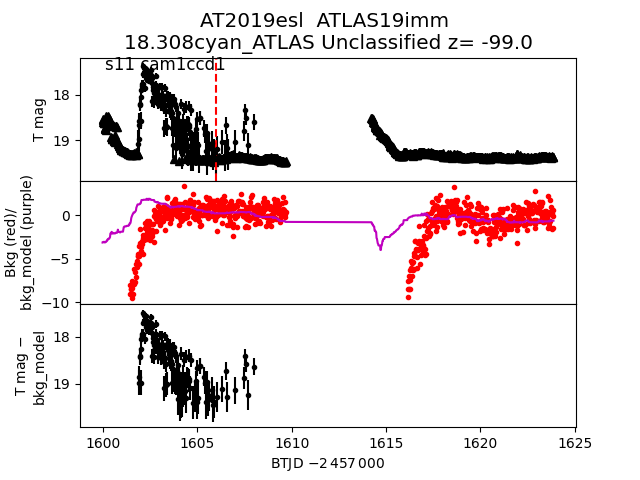 AT2019esl  ATLAS19imm
18.308cyan_ATLAS Unclassified z= -99.0
s11 cam1ccd1
T mag
18
19
Bkg (red)/
bkg_model (purple)
0
−5
−10
T mag −
bkg_model
18
19
1600
1605
1610
1615
1620
1625
BTJD −2 457 000